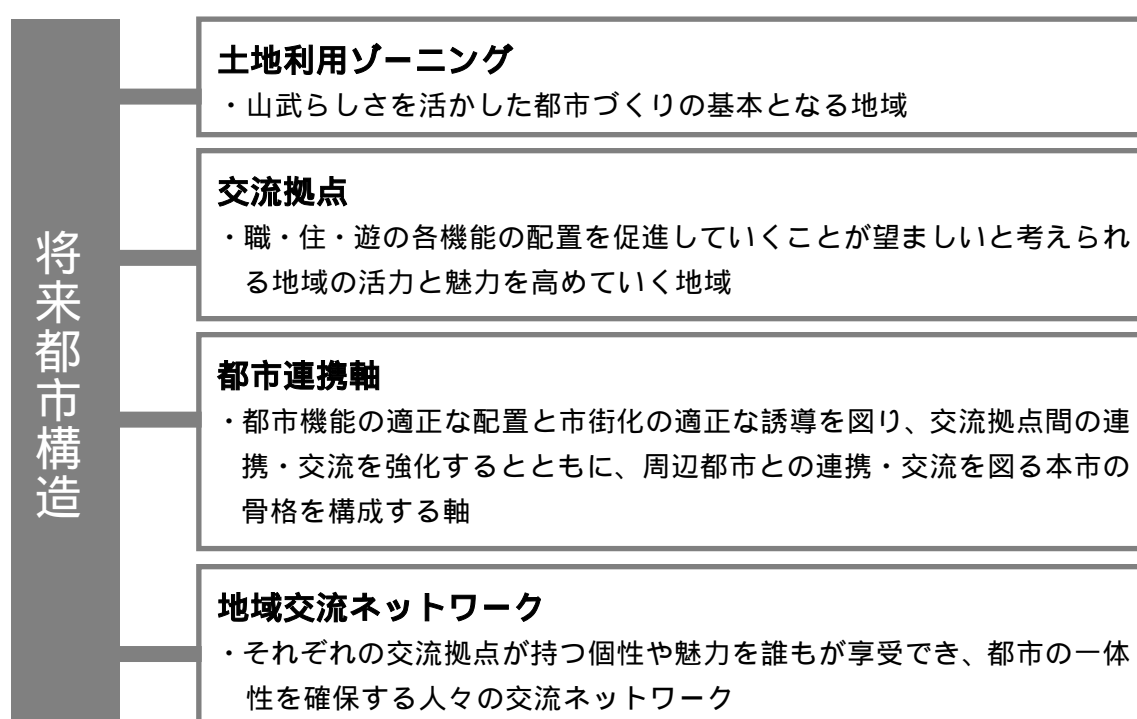 将来都市構造
土地利用ゾーニング
・山武らしさを活かした都市づくりの基本となる地域
交流拠点
・職・住・遊の各機能の配置を促進していくことが望ましいと考えられ
る地域の活力と魅力を高めていく地域
都市連携軸
・都市機能の適正な配置と市街化の適正な誘導を図り、交流拠点間の連
携・交流を強化するとともに、周辺都市との連携・交流を図る本市の
骨格を構成する軸
地域交流ネットワーク
・それぞれの交流拠点が持つ個性や魅力を誰もが享受でき、都市の一体
性を確保する人々の交流ネットワーク